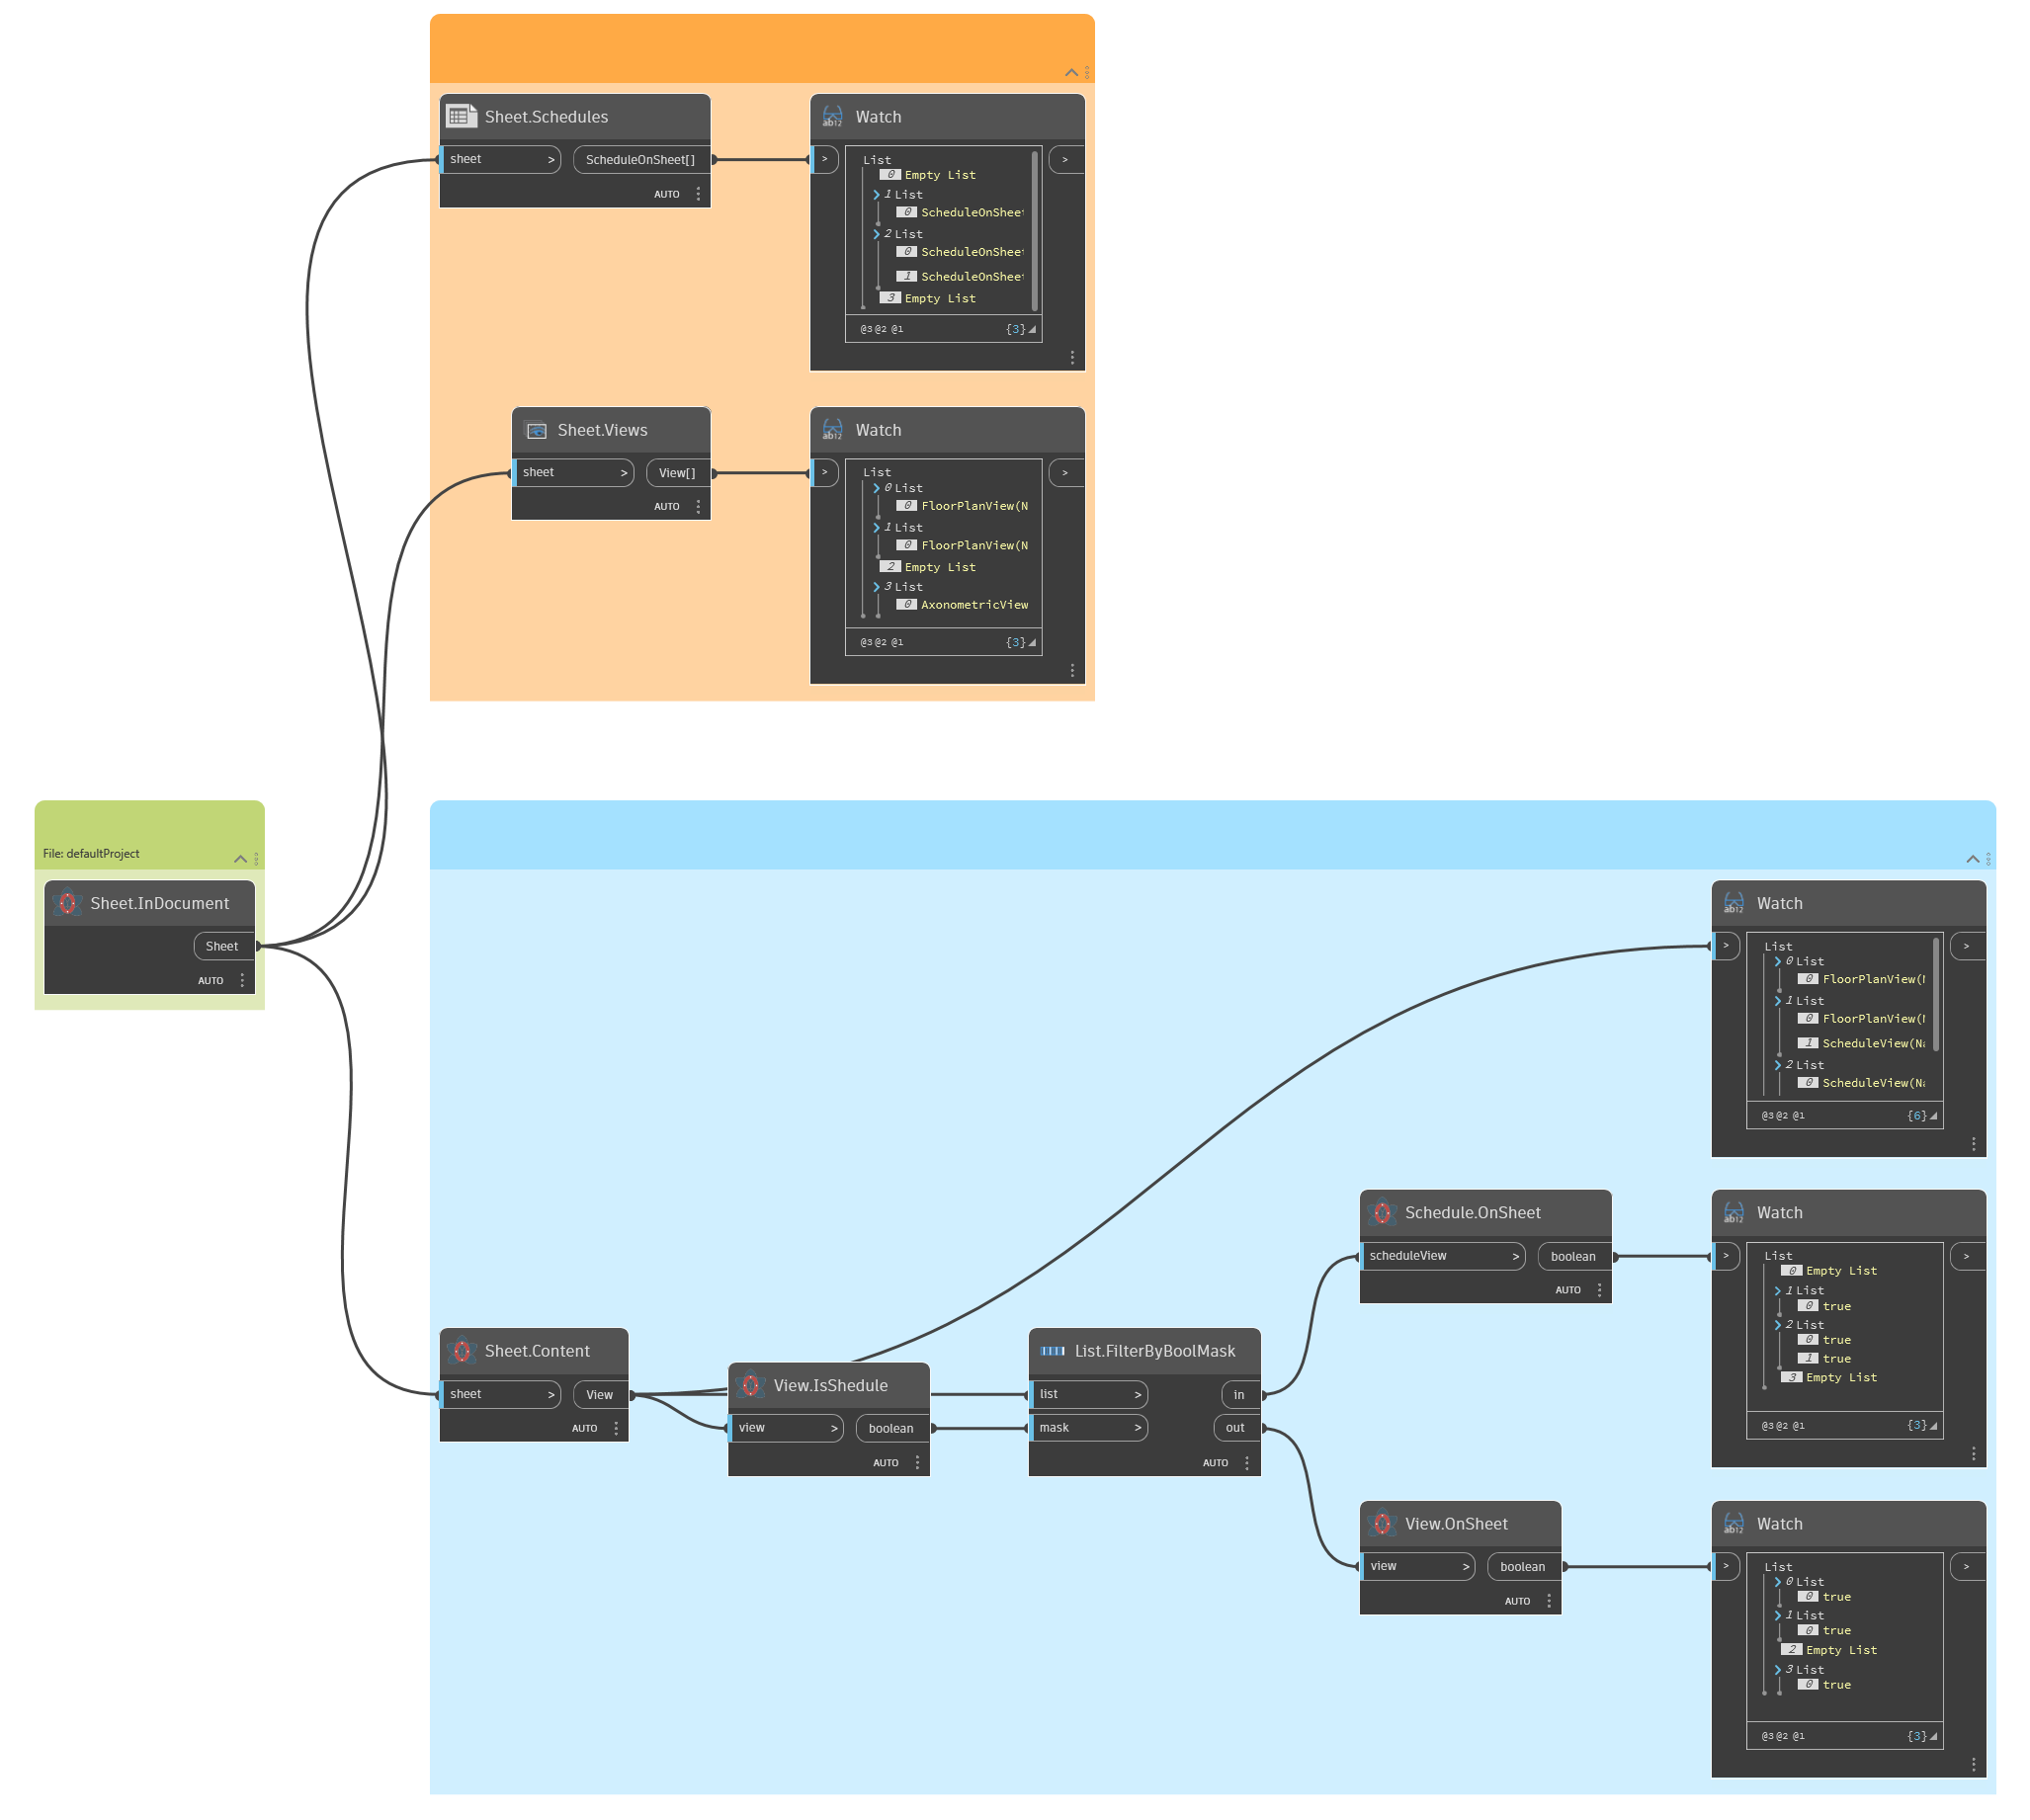 Sheet.Schedules
sheet >
ScheduleOnSheet[]
AUTO
Watch
>
List
0 Empty List
1 List
0 ScheduleOnSheet
2 List
0 ScheduleOnSheet
1 ScheduleOnSheet
3 Empty List
@3 @2 @1 {3}
>
Sheet.Views
sheet >
View[]
AUTO
Watch
>
List
0 List
0 FloorPlanView(N
1 List
0 FloorPlanView(N
2 Empty List
3 List
0 AxonometricView
@3 @2 @1 {3}
>
File: defaultProject
Sheet.InDocument
Sheet
AUTO
Watch
>
List
0 List
0 FloorPlanView(N
1 List
0 FloorPlanView(N
1 ScheduleView(Na
2 List
0 ScheduleView(Na
@3 @2 @1 {6}
>
Sheet.Content
sheet >
View
AUTO
View.IsShedule
view >
boolean
AUTO
List.FilterByBoolMask
list >
in
mask >
out
AUTO
Schedule.OnSheet
scheduleView >
boolean
AUTO
Watch
>
List
0 Empty List
1 List
0 true
2 List
0 true
1 true
3 Empty List
@3 @2 @1 {3}
>
View.OnSheet
view >
boolean
AUTO
Watch
>
List
0 List
0 true
1 List
0 true
2 Empty List
3 List
0 true
@3 @2 @1 {3}
>